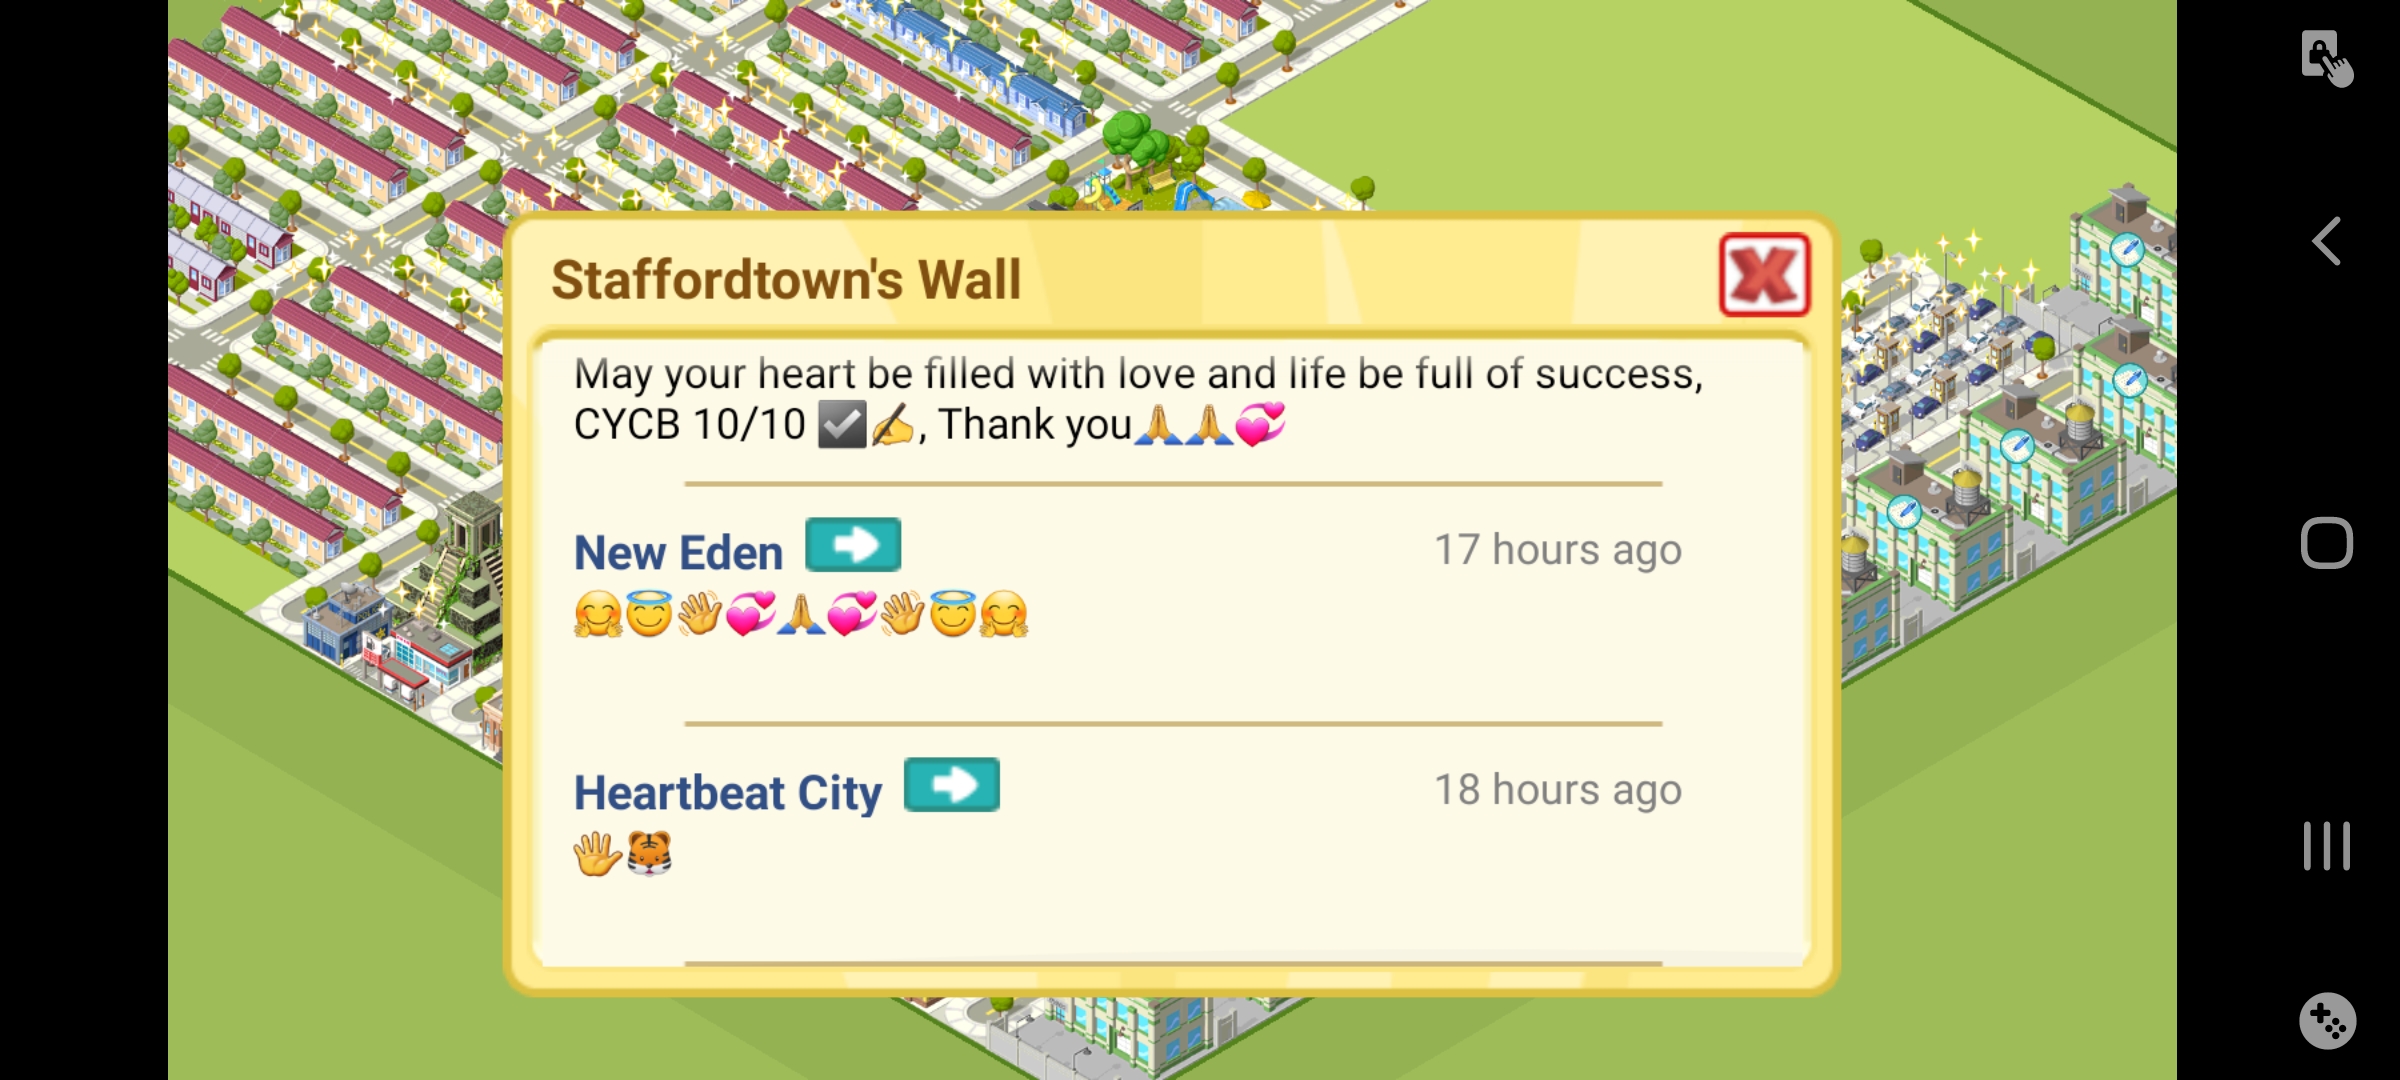 Staffordtown's Wall
May your heart be filled with love and life be full of success,
CYCB 10/10 ☑️✍️, Thank you🙏🙏💞
New Eden
17 hours ago
🤗😇👋💞🙏💞👋😇🤗
Heartbeat City
18 hours ago
🖐️🐯